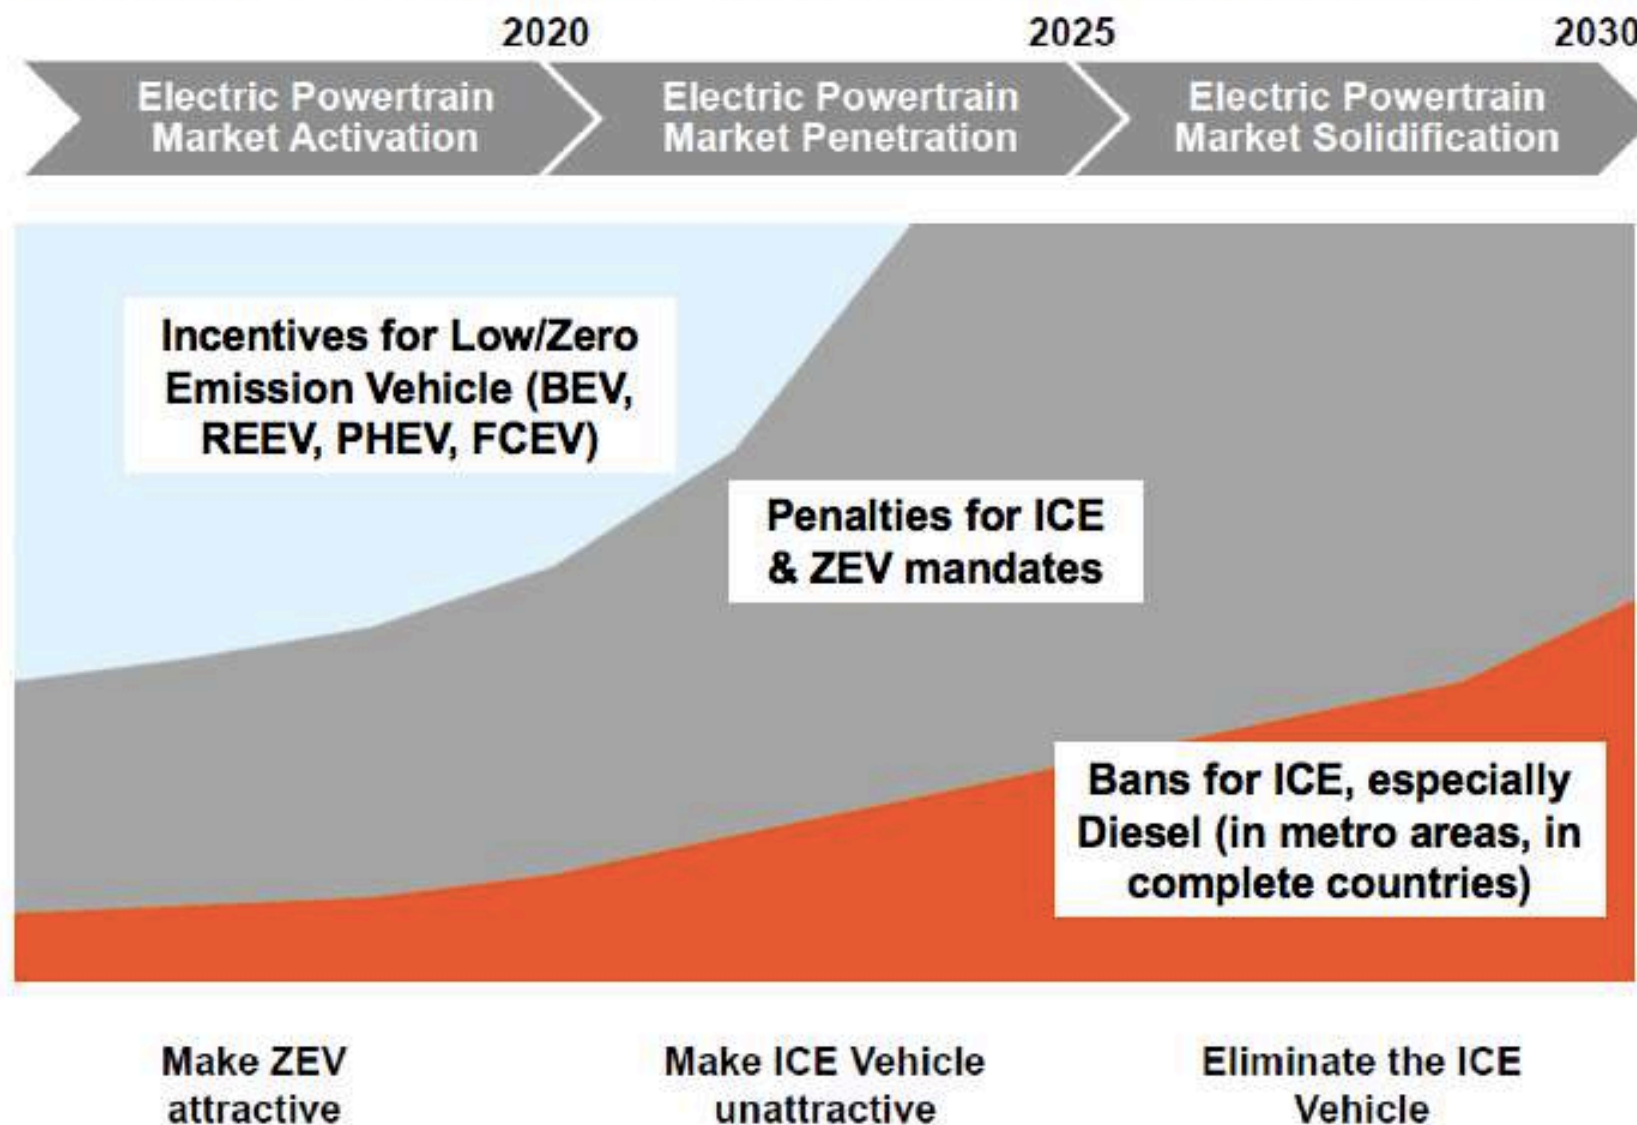 2020
2025
2030
Electric Powertrain
Market Activation
Electric Powertrain
Market Penetration
Electric Powertrain
Market Solidification
Incentives for Low/Zero
Emission Vehicle (BEV,
REEV, PHEV, FCEV)
Penalties for ICE
& ZEV mandates
Bans for ICE, especially
Diesel (in metro areas, in
complete countries)
Make ZEV
attractive
Make ICE Vehicle
unattractive
Eliminate the ICE
Vehicle